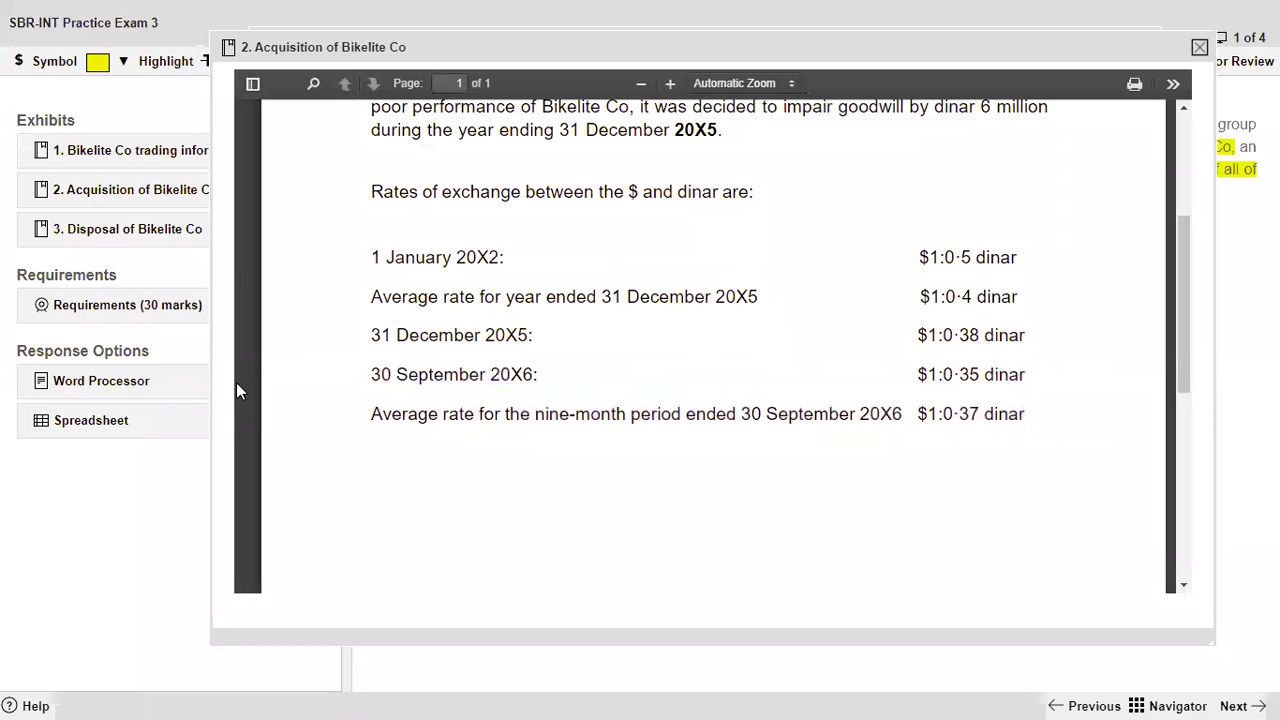 SBR-INT Practice Exam 3
1 of 4
$ Symbol ▼ Highlight
or Review
2. Acquisition of Bikelite Co
Page: 1 of 1
Automatic Zoom
Exhibits
1. Bikelite Co trading infor
2. Acquisition of Bikelite C
3. Disposal of Bikelite Co
Requirements
Requirements (30 marks)
Response Options
Word Processor
Spreadsheet
poor performance of Bikelite Co, it was decided to impair goodwill by dinar 6 million
during the year ending 31 December 20X5.
Rates of exchange between the $ and dinar are:
1 January 20X2: $1:0·5 dinar
Average rate for year ended 31 December 20X5 $1:0·4 dinar
31 December 20X5: $1:0·38 dinar
30 September 20X6: $1:0·35 dinar
Average rate for the nine-month period ended 30 September 20X6 $1:0·37 dinar
group
Co, an
f all of
Help
Previous Navigator Next